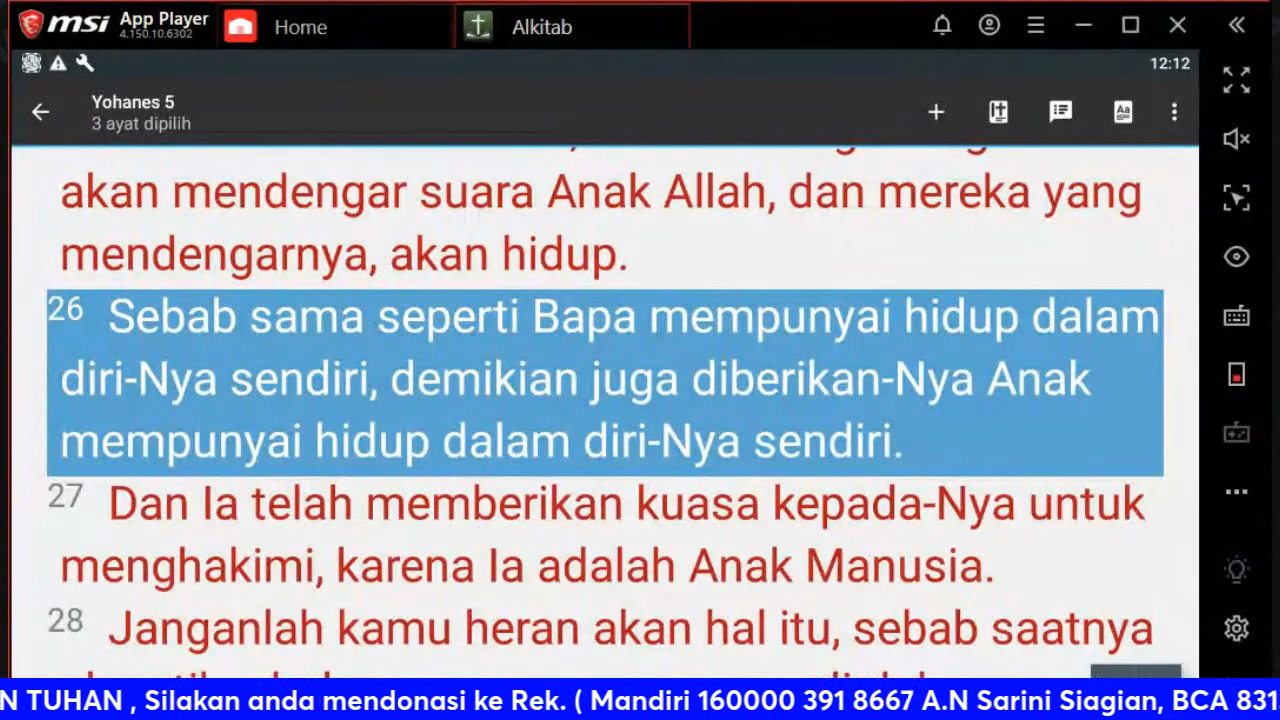 msi App Player
4.150.10.6302
Home
Alkitab
12:12
Yohanes 5
3 ayat dipilih
akan mendengar suara Anak Allah, dan mereka yang
mendengarnya, akan hidup.
26 Sebab sama seperti Bapa mempunyai hidup dalam
diri-Nya sendiri, demikian juga diberikan-Nya Anak
mempunyai hidup dalam diri-Nya sendiri.
27 Dan Ia telah memberikan kuasa kepada-Nya untuk
menghakimi, karena Ia adalah Anak Manusia.
28 Janganlah kamu heran akan hal itu, sebab saatnya
N TUHAN , Silakan anda mendonasi ke Rek. ( Mandiri 160000 391 8667 A.N Sarini Siagian, BCA 831